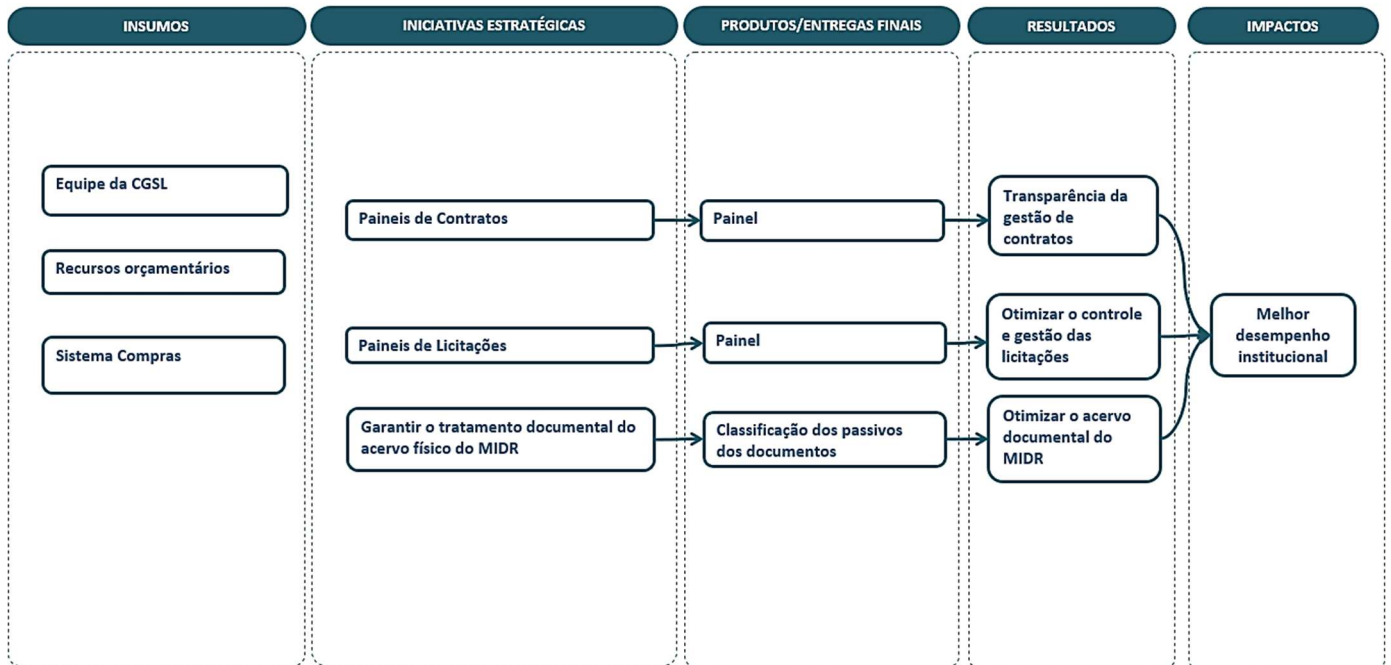 INSUMOS
INICIATIVAS ESTRATÉGICAS
PRODUTOS/ENTREGAS FINAIS
RESULTADOS
IMPACTOS
Equipe da CGSL
Recursos orçamentários
Sistema Compras
Paineis de Contratos
Paineis de Licitações
Garantir o tratamento documental do
acervo físico do MIDR
Painel
Painel
Classificação dos passivos
dos documentos
Transparência da
gestão de
contratos
Otimizar o controle
e gestão das
licitações
Otimizar o acervo
documental do
MIDR
Melhor
desempenho
institucional